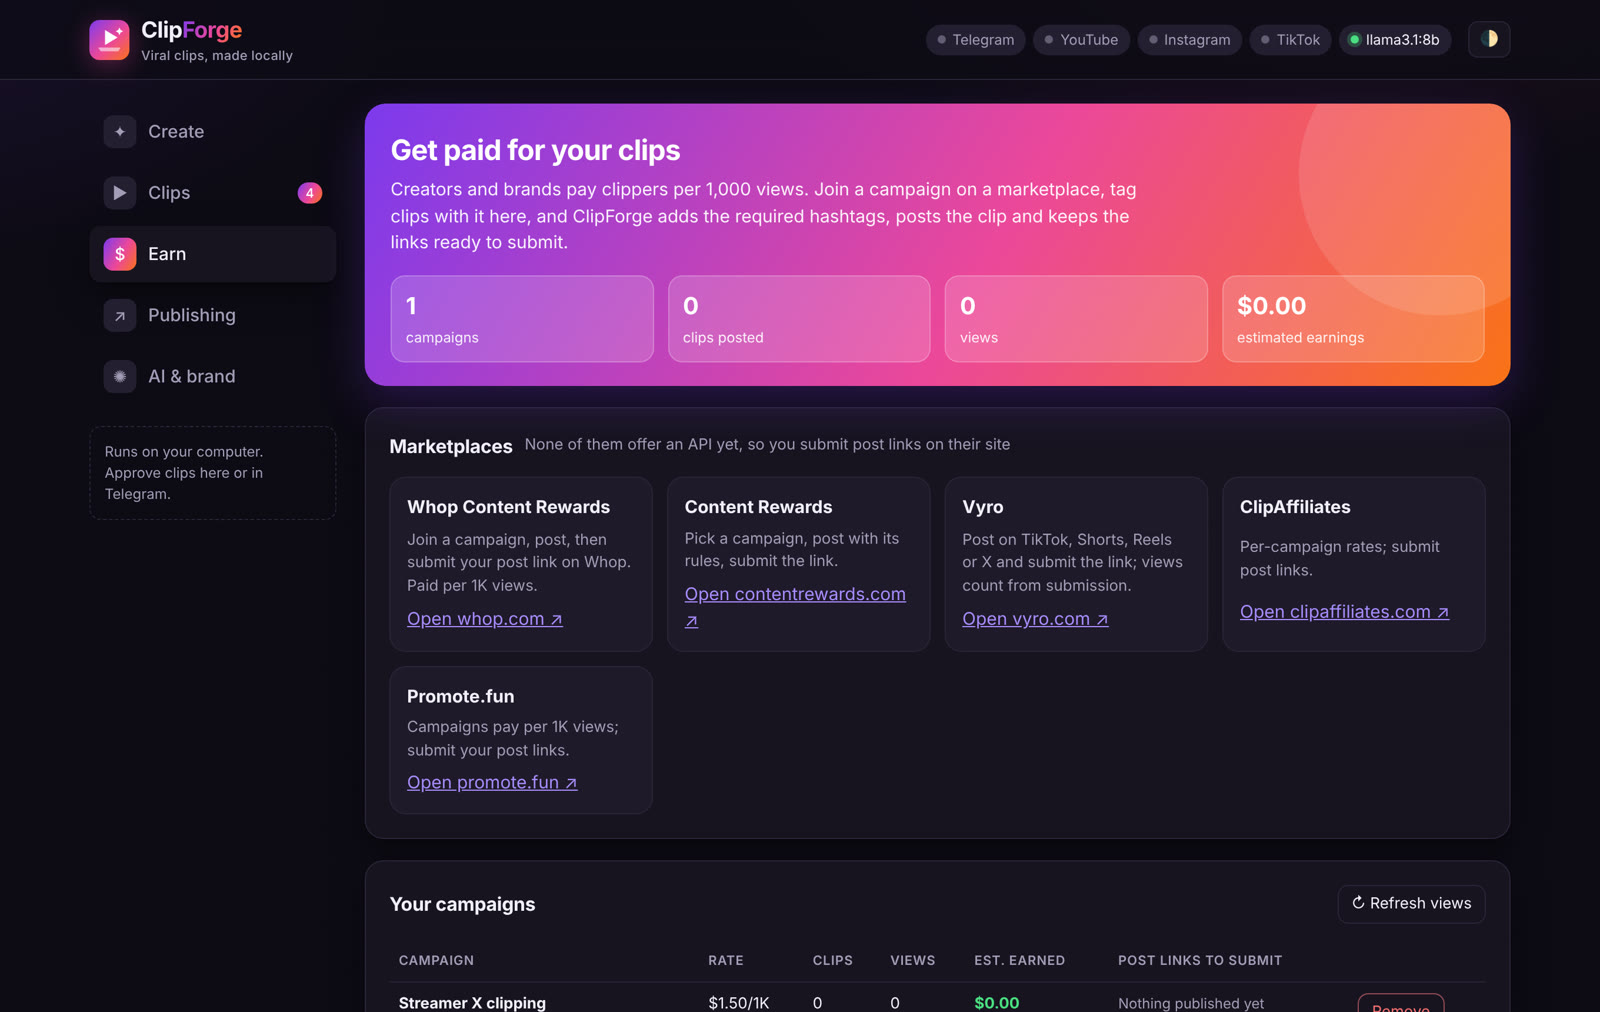 ClipForge
Viral clips, made locally
Telegram
YouTube
Instagram
TikTok
llama3.1:8b
Create
Clips
4
$
Earn
Publishing
AI & brand
Runs on your computer.
Approve clips here or in
Telegram.
Get paid for your clips
Creators and brands pay clippers per 1,000 views. Join a campaign on a marketplace, tag
clips with it here, and ClipForge adds the required hashtags, posts the clip and keeps the
links ready to submit.
1
campaigns
0
clips posted
0
views
$0.00
estimated earnings
Marketplaces
None of them offer an API yet, so you submit post links on their site
Whop Content Rewards
Join a campaign, post, then
submit your post link on Whop.
Paid per 1K views.
Open whop.com ↗
Content Rewards
Pick a campaign, post with its
rules, submit the link.
Open contentrewards.com
↗
Vyro
Post on TikTok, Shorts, Reels
or X and submit the link; views
count from submission.
Open vyro.com ↗
ClipAffiliates
Per-campaign rates; submit
post links.
Open clipaffiliates.com ↗
Promote.fun
Campaigns pay per 1K views;
submit your post links.
Open promote.fun ↗
Your campaigns
↻ Refresh views
CAMPAIGN
RATE
CLIPS
VIEWS
EST. EARNED
POST LINKS TO SUBMIT
Streamer X clipping
$1.50/1K
0
0
$0.00
Nothing published yet
Remove